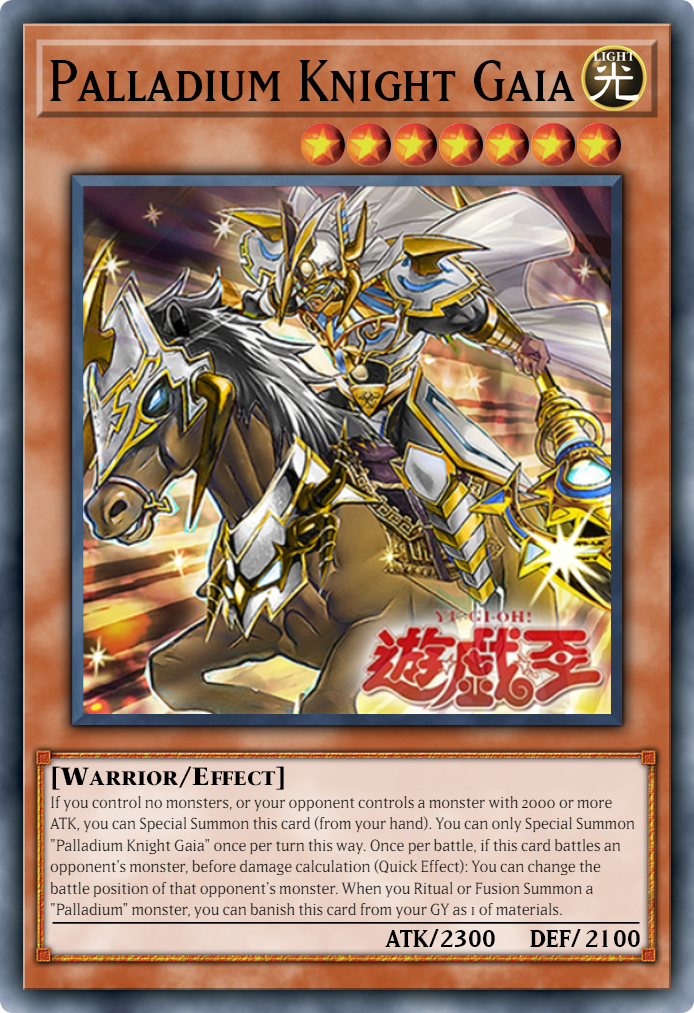 Palladium Knight Gaia
LIGHT
光
YU-GI-OH!
遊戯王
[Warrior/Effect]
If you control no monsters, or your opponent controls a monster with 2000 or more
ATK, you can Special Summon this card (from your hand). You can only Special Summon
"Palladium Knight Gaia" once per turn this way. Once per battle, if this card battles an
opponent's monster, before damage calculation (Quick Effect): You can change the
battle position of that opponent's monster. When you Ritual or Fusion Summon a
"Palladium" monster, you can banish this card from your GY as 1 of materials.
ATK/2300 DEF/2100